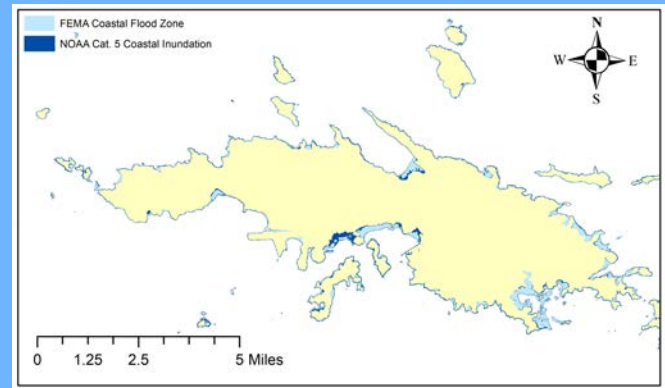 FEMA Coastal Flood Zone
NOAA Cat. 5 Coastal Inundation
N
W E
S
0 1.25 2.5 5 Miles